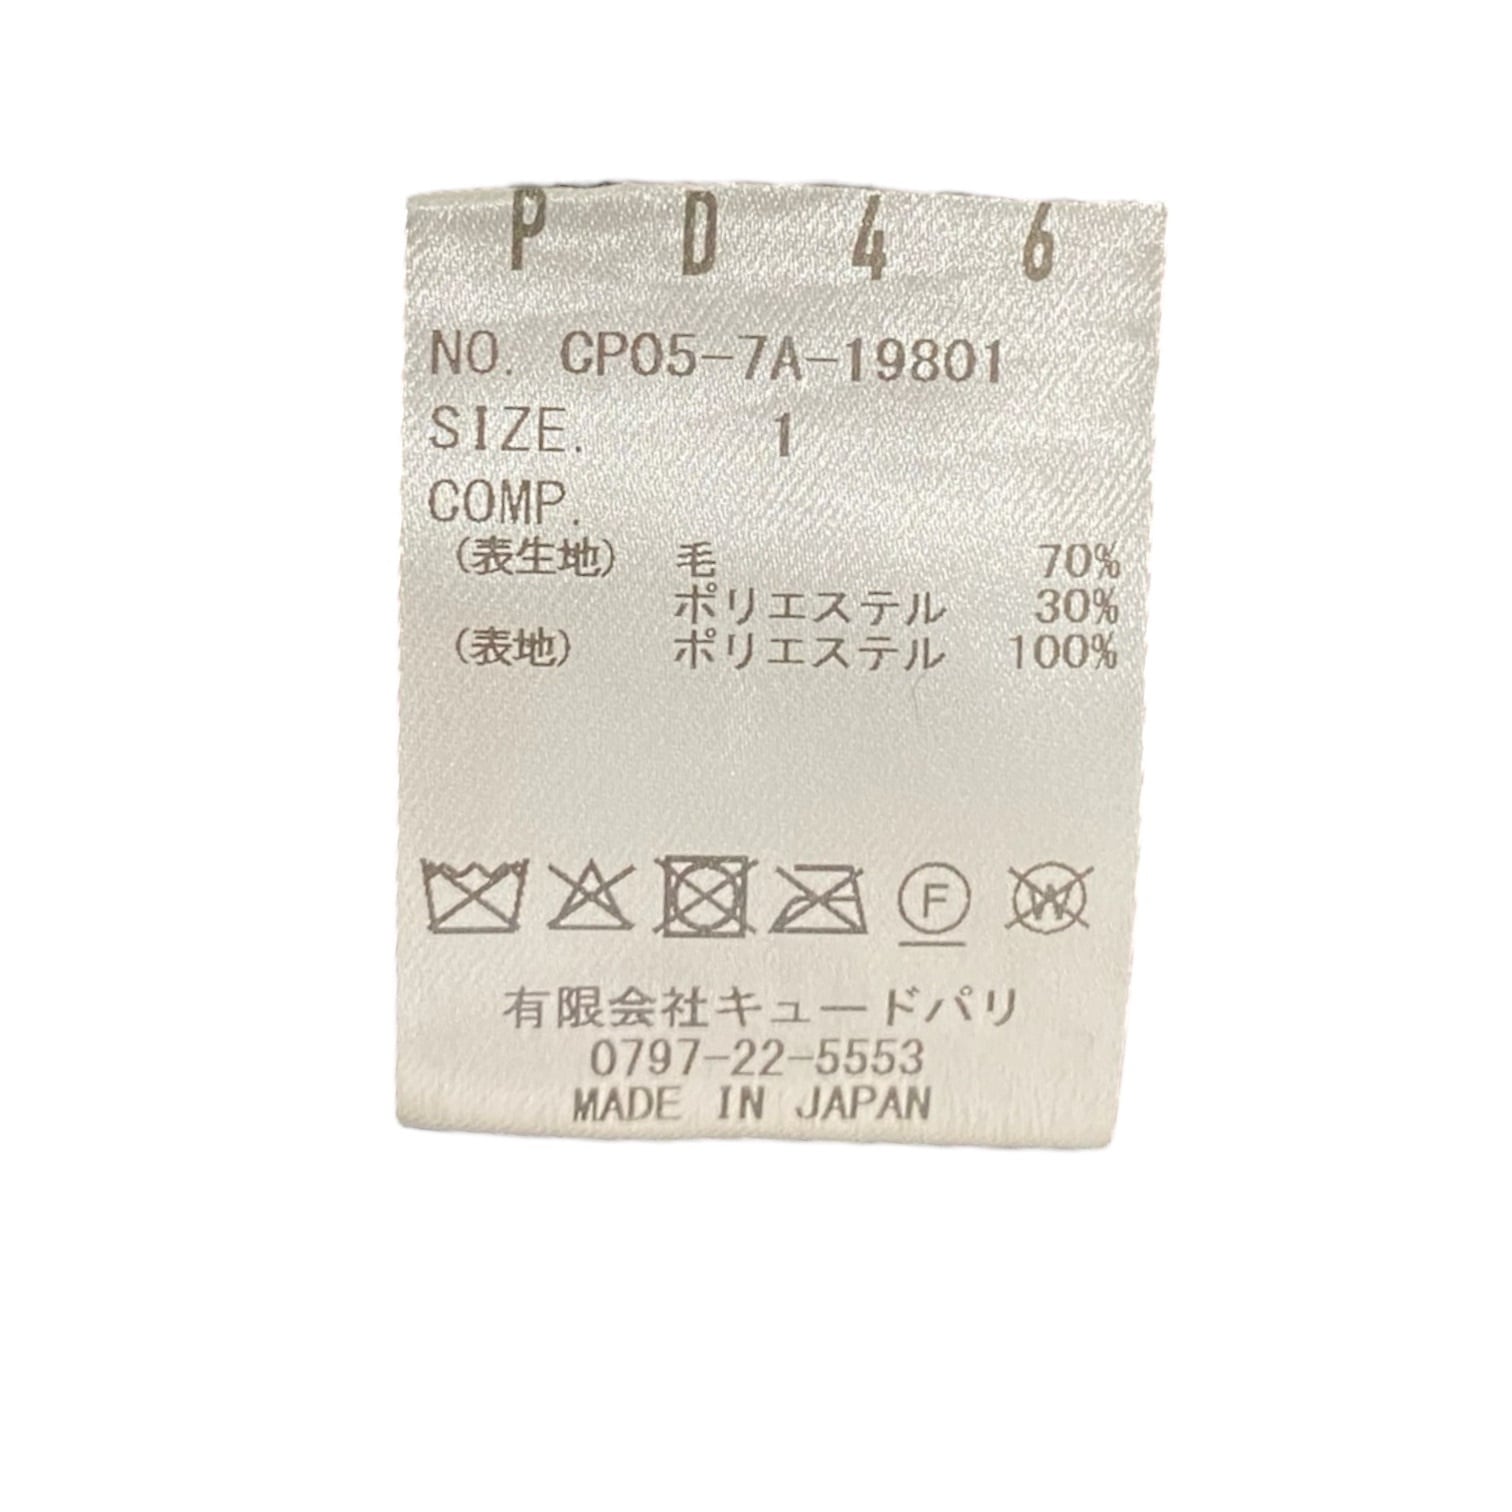 P D 4 6
NO. CP05-7A-19801
SIZE. 1
COMP.
(表生地) 毛 70%
ポリエステル 30%
(表地) ポリエステル 100%
F W
有限会社キュードパリ
0797-22-5553
MADE IN JAPAN